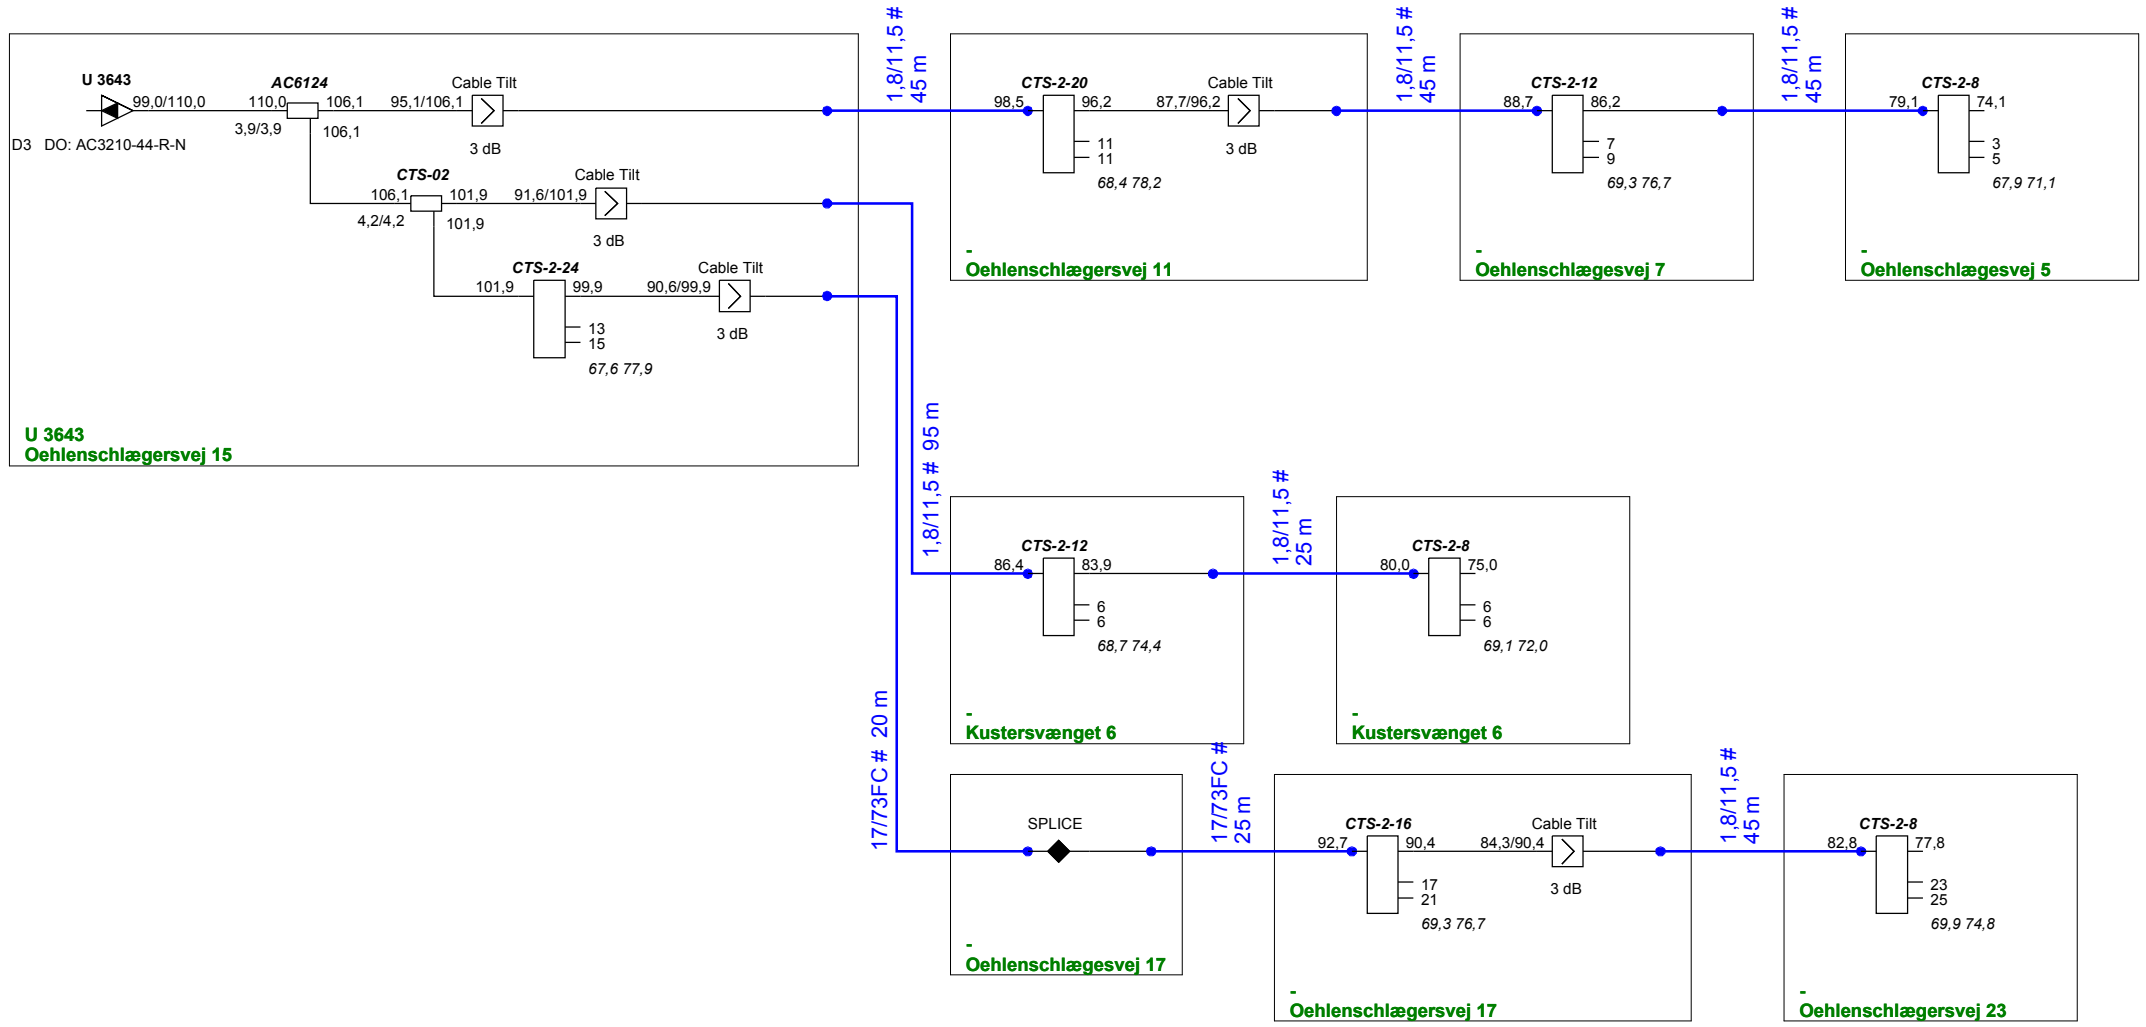 U 3643
99,0/110,0
D3 DO: AC3210-44-R-N
AC6124
110,0
106,1
3,9/3,9
106,1
95,1/106,1
Cable Tilt
3 dB
CTS-02
106,1
101,9
4,2/4,2
101,9
91,6/101,9
Cable Tilt
3 dB
CTS-2-24
101,9
99,9
13
15
67,6 77,9
90,6/99,9
Cable Tilt
3 dB
U 3643
Oehlenschlægersvej 15
1,8/11,5 #
45 m
CTS-2-20
98,5
96,2
11
11
68,4 78,2
87,7/96,2
Cable Tilt
3 dB
-
Oehlenschlægersvej 11
1,8/11,5 #
45 m
CTS-2-12
88,7
86,2
7
9
69,3 76,7
-
Oehlenschlægesvej 7
1,8/11,5 #
45 m
CTS-2-8
79,1
74,1
3
5
67,9 71,1
-
Oehlenschlægesvej 5
1,8/11,5 # 95 m
CTS-2-12
86,4
83,9
6
6
68,7 74,4
-
Kustersvænget 6
1,8/11,5 #
25 m
CTS-2-8
80,0
75,0
6
6
69,1 72,0
-
Kustersvænget 6
17/73FC # 20 m
SPLICE
-
Oehlenschlægesvej 17
17/73FC #
25 m
CTS-2-16
92,7
90,4
17
21
69,3 76,7
84,3/90,4
Cable Tilt
3 dB
-
Oehlenschlægersvej 17
1,8/11,5 #
45 m
CTS-2-8
82,8
77,8
23
25
69,9 74,8
-
Oehlenschlægersvej 23